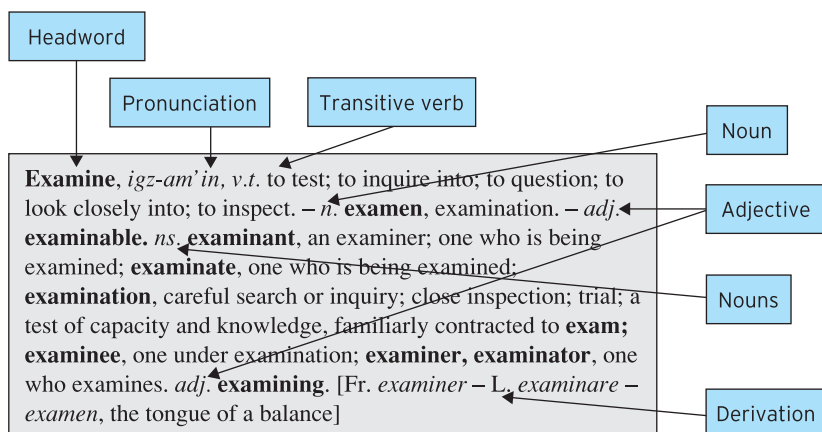 Headword
Pronunciation
Transitive verb
Noun
Examine, igz-am’in, v.t. to test; to inquire into; to question; to
look closely into; to inspect. – n. examen, examination. – adj.
Adjective
examinable. ns. examinant, an examiner; one who is being
examined; examinate, one who is being examined;
examination, careful search or inquiry; close inspection; trial; a
Nouns
test of capacity and knowledge, familiarly contracted to exam;
examinee, one under examination; examiner, examinator, one
who examines. adj. examining. [Fr. examiner – L. examinare –
examen, the tongue of a balance]
Derivation